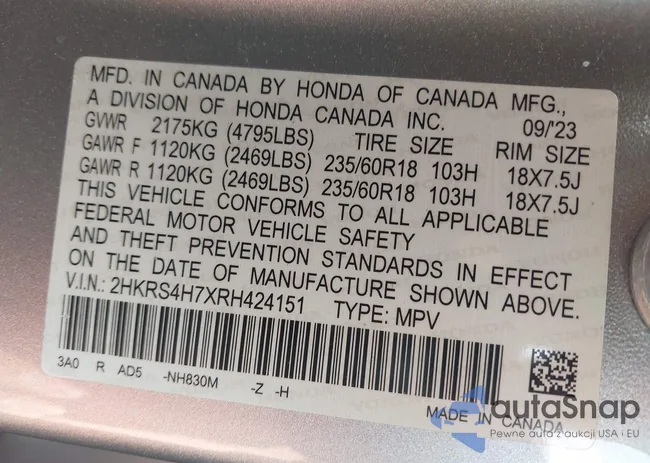 MFD. IN CANADA BY HONDA OF CANADA MFG.,
A DIVISION OF HONDA CANADA INC. 09/'23
GVWR 2175KG (4795LBS) TIRE SIZE RIM SIZE
GAWR F 1120KG (2469LBS) 235/60R18 103H 18X7.5J
GAWR R 1120KG (2469LBS) 235/60R18 103H 18X7.5J
THIS VEHICLE CONFORMS TO ALL APPLICABLE
FEDERAL MOTOR VEHICLE SAFETY
AND THEFT PREVENTION STANDARDS IN EFFECT
ON THE DATE OF MANUFACTURE SHOWN ABOVE.
V.I.N.: 2HKRS4H7XRH424151 TYPE: MPV
3A0 R AD5 -NH830M -Z -H
MADE IN CANADA
autaSnap
Pewne auta z aukcji USA i EU